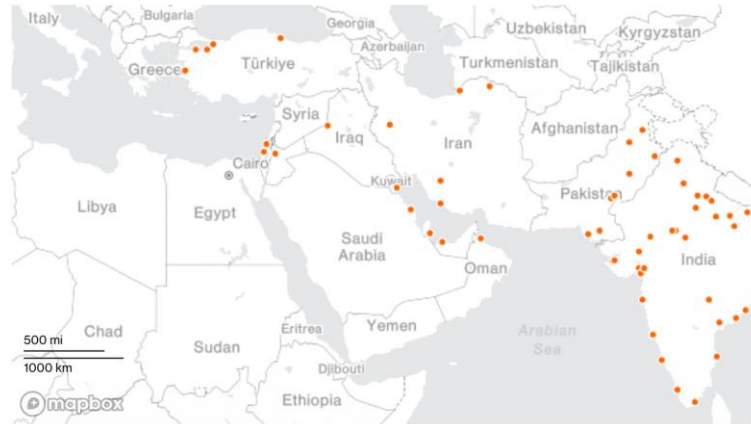 Italy
Bulgaria
Georgia
Uzbekistan
Kyrgyzstan
Azerbaijan
Greece
Türkiye
Turkmenistan
Tajikistan
Syria
Iraq
Iran
Afghanistan
Cairo
Kuwait
Pakistan
Libya
Egypt
Saudi
Arabia
Oman
India
Chad
Sudan
Eritrea
Yemen
Arabian
Sea
Djibouti
Ethiopia
500 mi
1000 km
mapbox